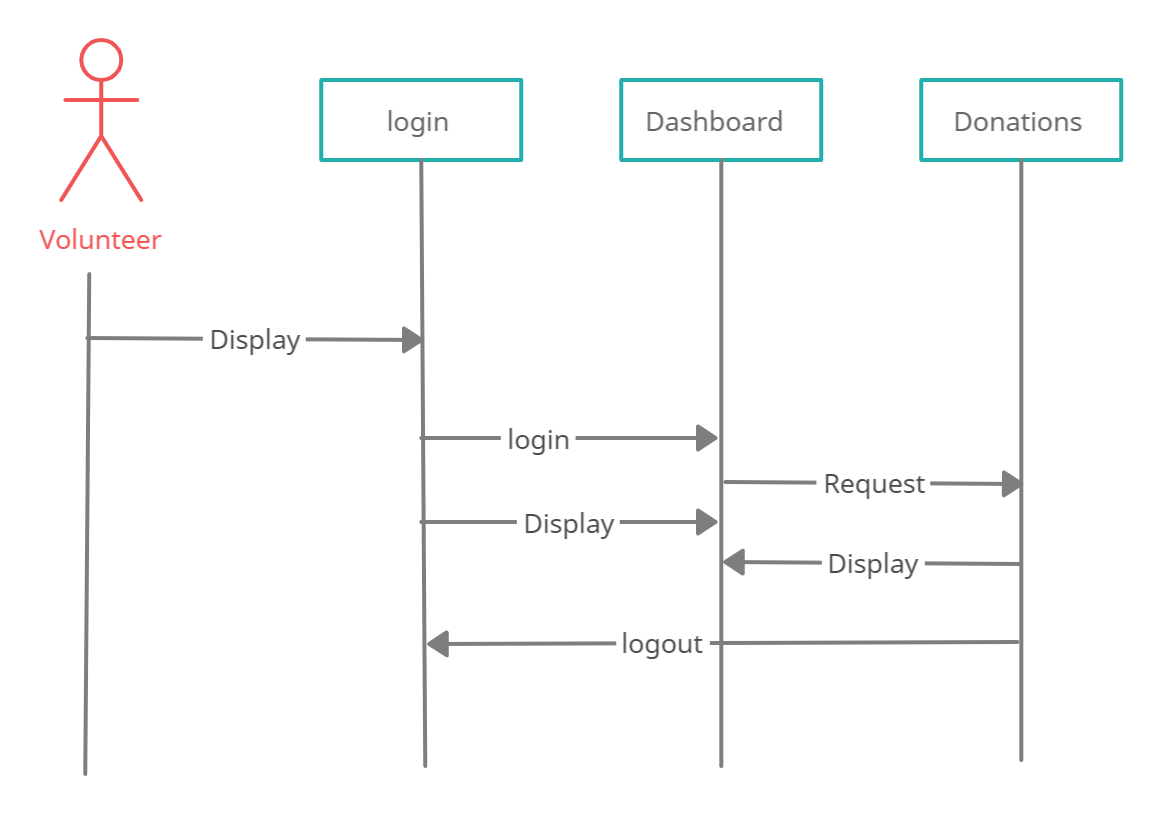 login
Dashboard
Donations
Volunteer
Display
login
Request
Display
Display
logout